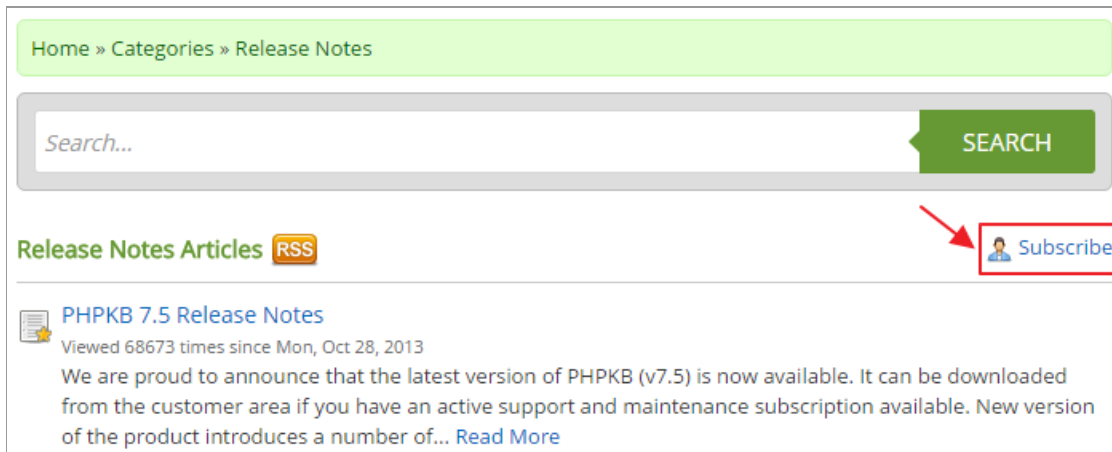 Home » Categories » Release Notes
Search...
SEARCH
Release Notes Articles RSS
Subscribe
PHPKB 7.5 Release Notes
Viewed 68673 times since Mon, Oct 28, 2013
We are proud to announce that the latest version of PHPKB (v7.5) is now available. It can be downloaded
from the customer area if you have an active support and maintenance subscription available. New version
of the product introduces a number of... Read More